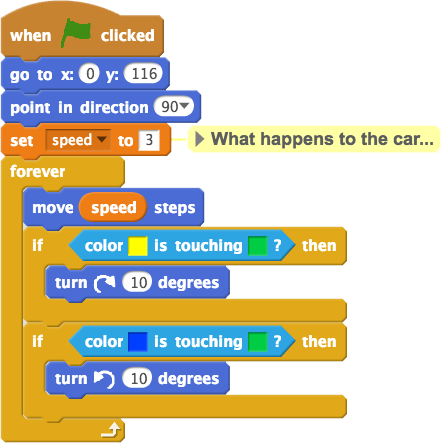 when clicked
go to x: 0 y: 116
point in direction 90
set speed to 3 What happens to the car...
forever
move speed steps
if color is touching ? then
turn 10 degrees
if color is touching ? then
turn 10 degrees